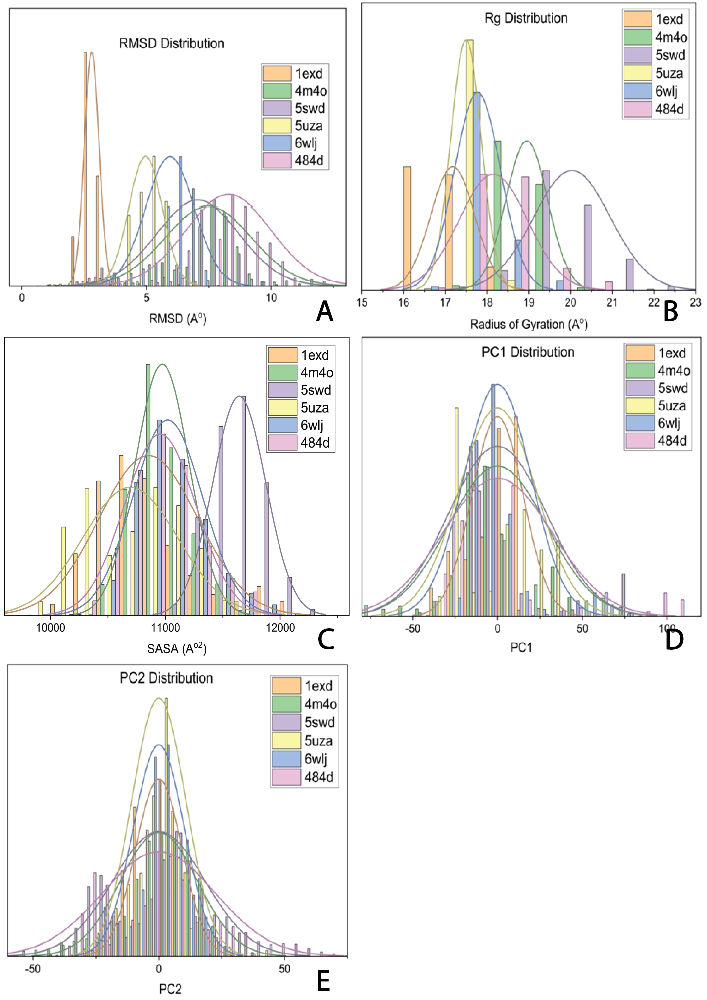 RMSD Distribution
1exd
4m4o
5swd
5uza
6wlj
484d
0 5 10
RMSD (Aº)
A
Rg Distribution
1exd
4m4o
5swd
5uza
6wlj
484d
15 16 17 18 19 20 21 22 23
Radius of Gyration (Aº)
B
1exd
4m4o
5swd
5uza
6wlj
484d
10000 11000 12000
SASA (Aº²)
C
PC1 Distribution
1exd
4m4o
5swd
5uza
6wlj
484d
-50 0 50 100
PC1
D
PC2 Distribution
1exd
4m4o
5swd
5uza
6wlj
484d
-50 0 50
PC2
E